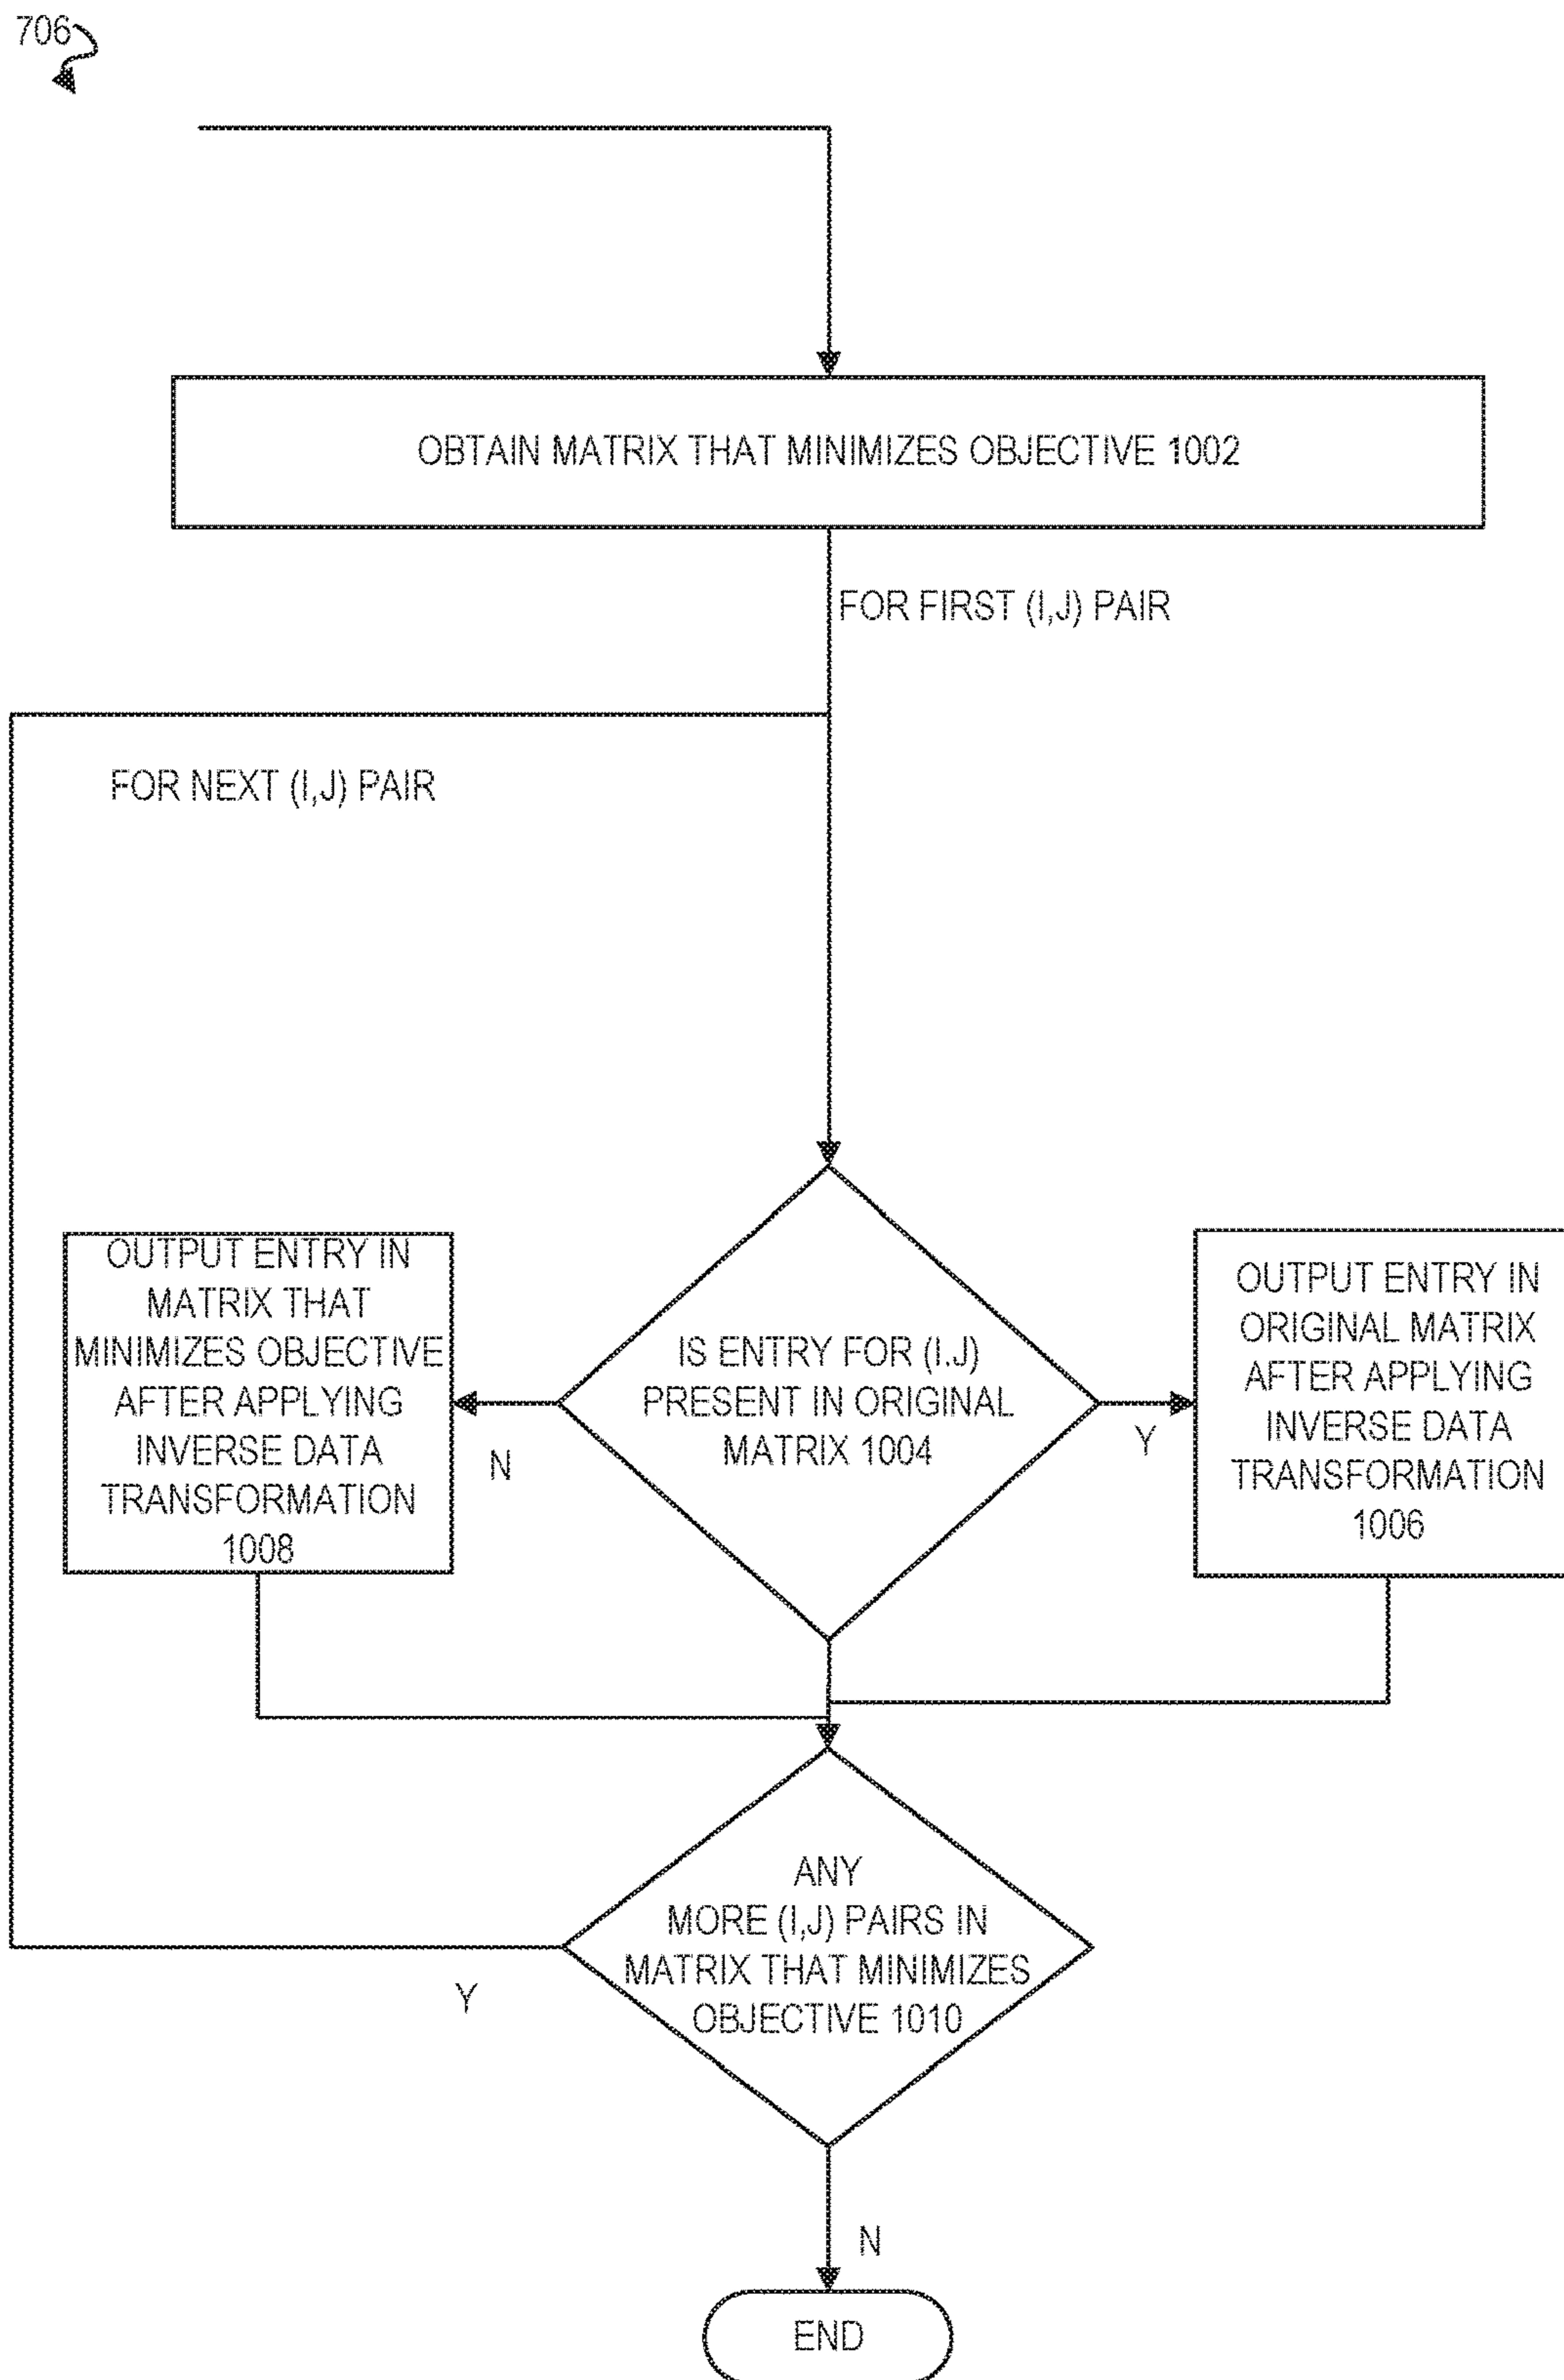 706
OBTAIN MATRIX THAT MINIMIZES OBJECTIVE 1002
FOR FIRST (I,J) PAIR
FOR NEXT (I,J) PAIR
OUTPUT ENTRY IN
MATRIX THAT
MINIMIZES OBJECTIVE
AFTER APPLYING
INVERSE DATA
TRANSFORMATION
1008
N
IS ENTRY FOR (I.J)
PRESENT IN ORIGINAL
MATRIX 1004
Y
OUTPUT ENTRY IN
ORIGINAL MATRIX
AFTER APPLYING
INVERSE DATA
TRANSFORMATION
1006
ANY
MORE (I,J) PAIRS IN
MATRIX THAT MINIMIZES
OBJECTIVE 1010
Y
N
END